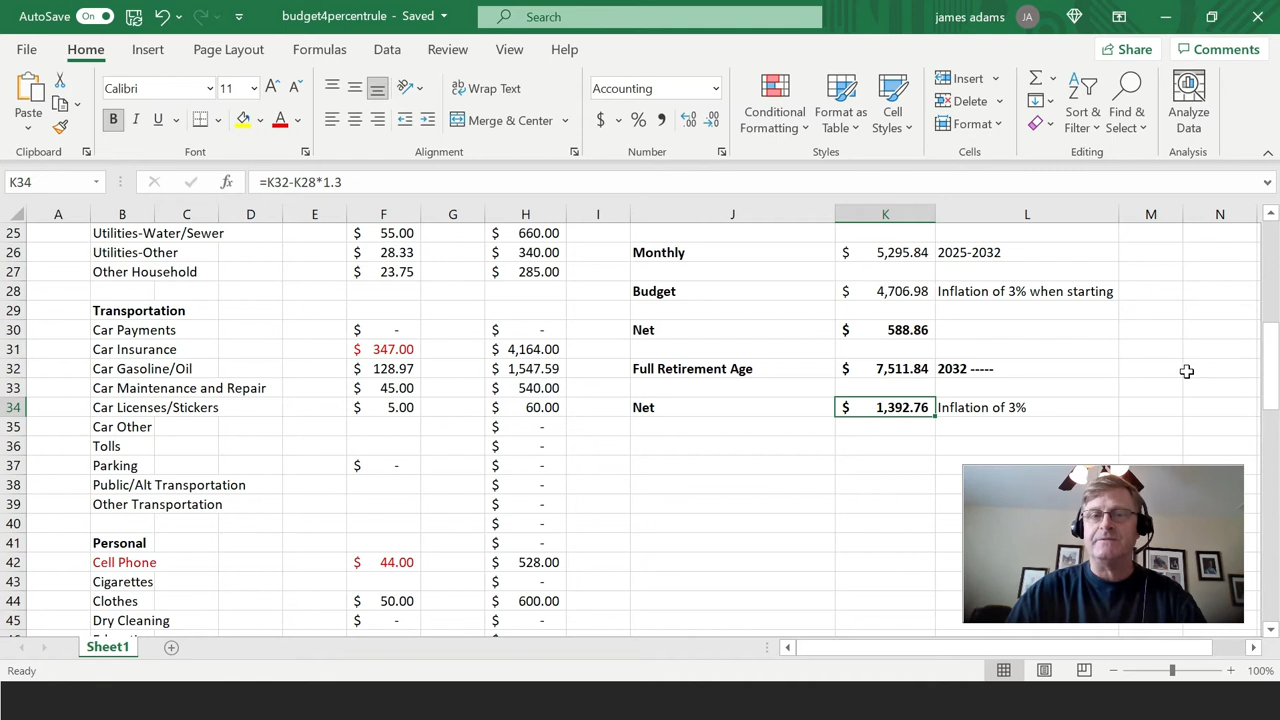 AutoSave On budget4percentrule - Saved Search james adams JA
File Home Insert Page Layout Formulas Data Review View Help Share Comments
Calibri 11 Wrap Text Accounting Insert
Paste Merge & Center Conditional Formatting Format as Table Cell Styles Delete Format Sort & Filter Find & Select Analyze Data
Clipboard Font Alignment Number Styles Cells Editing Analysis
K34 fx =K32-K28*1.3
A B C D E F G H I J K L M N
25 Utilities-Water/Sewer $ 55.00 $ 660.00
26 Utilities-Other $ 28.33 $ 340.00 Monthly $ 5,295.84 2025-2032
27 Other Household $ 23.75 $ 285.00
28 Budget $ 4,706.98 Inflation of 3% when starting
29 Transportation
30 Car Payments $ - $ - Net $ 588.86
31 Car Insurance $ 347.00 $ 4,164.00
32 Car Gasoline/Oil $ 128.97 $ 1,547.59 Full Retirement Age $ 7,511.84 2032 -----
33 Car Maintenance and Repair $ 45.00 $ 540.00
34 Car Licenses/Stickers $ 5.00 $ 60.00 Net $ 1,392.76 Inflation of 3%
35 Car Other $ -
36 Tolls $ -
37 Parking $ - $ -
38 Public/Alt Transportation $ -
39 Other Transportation $ -
40 $ -
41 Personal $ -
42 Cell Phone $ 44.00 $ 528.00
43 Cigarettes $ -
44 Clothes $ 50.00 $ 600.00
45 Dry Cleaning $ - $ -
Sheet1
Ready 100%